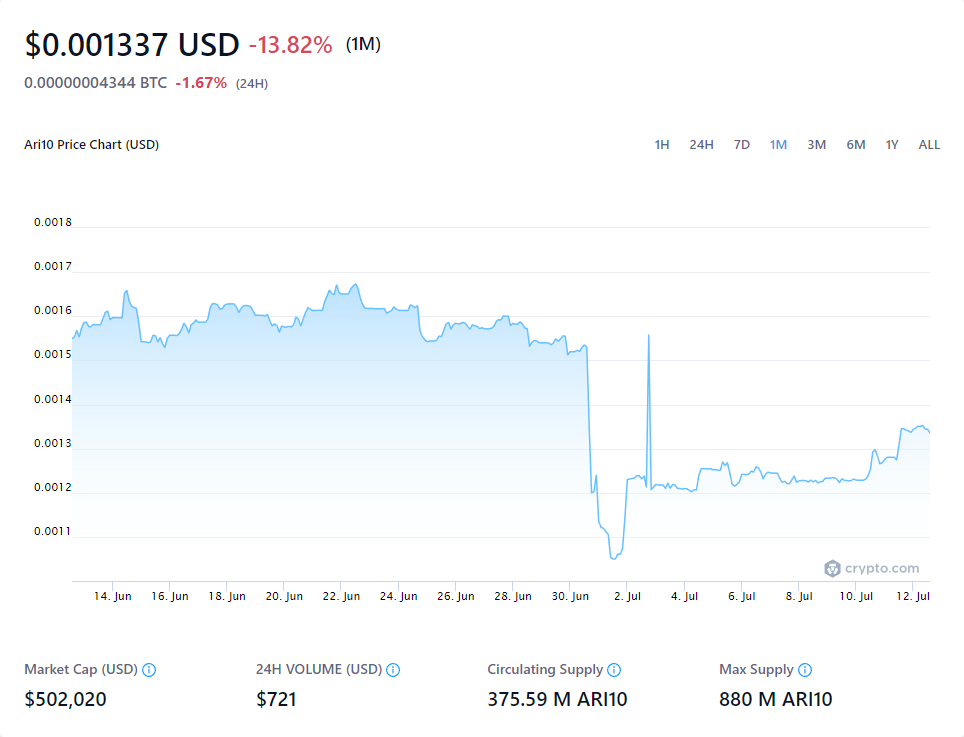 $0.001337 USD -13.82% (1M)
0.00000004344 BTC -1.67% (24H)
Ari10 Price Chart (USD) 1H 24H 7D 1M 3M 6M 1Y ALL
0.0018
0.0017
0.0016
0.0015
0.0014
0.0013
0.0012
0.0011
crypto.com
14. Jun 16. Jun 18. Jun 20. Jun 22. Jun 24. Jun 26. Jun 28. Jun 30. Jun 2. Jul 4. Jul 6. Jul 8. Jul 10. Jul 12. Jul
Market Cap (USD) 24H VOLUME (USD) Circulating Supply Max Supply
$502,020 $721 375.59 M ARI10 880 M ARI10